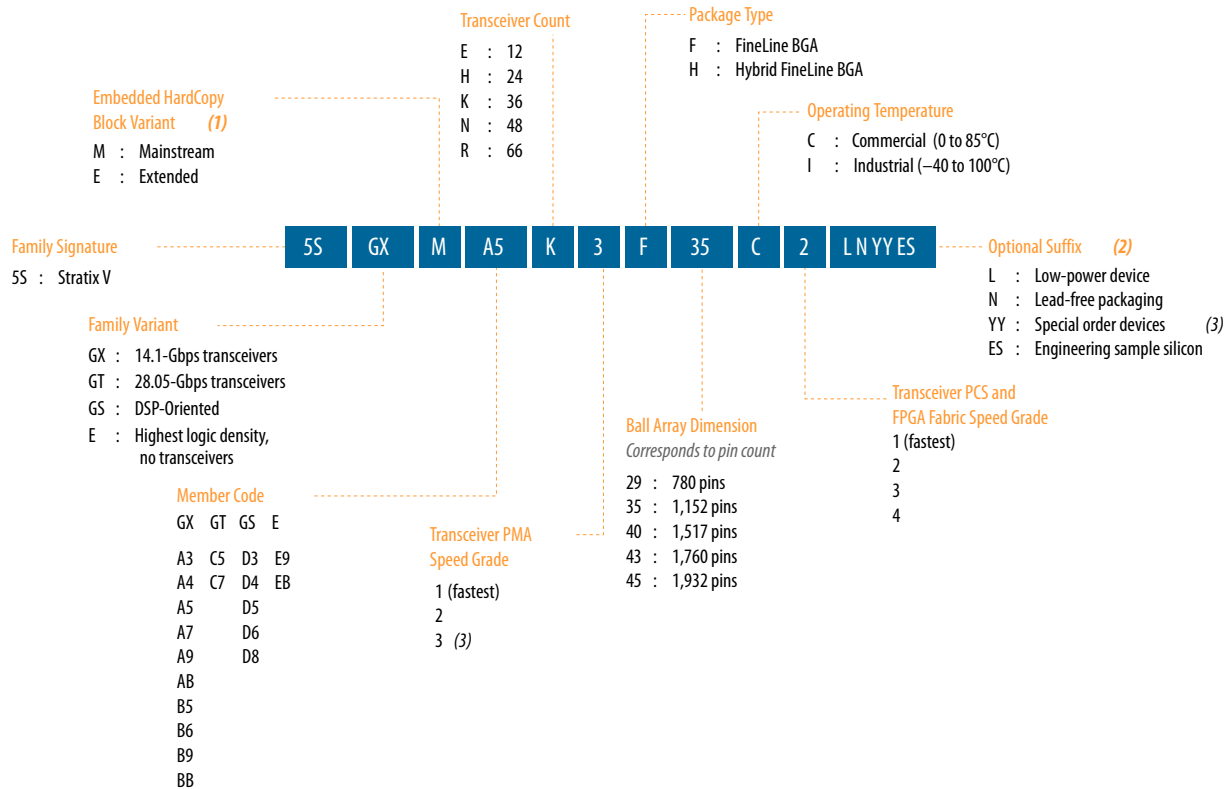 Transceiver Count
E : 12
H : 24
K : 36
N : 48
R : 66
Package Type
F : FineLine BGA
H : Hybrid FineLine BGA
Embedded HardCopy
Block Variant (1)
M : Mainstream
E : Extended
Operating Temperature
C : Commercial (0 to 85°C)
I : Industrial (–40 to 100°C)
Family Signature
5S : Stratix V
5S GX M A5 K 3 F 35 C 2 L N YY ES
Optional Suffix (2)
L : Low-power device
N : Lead-free packaging
YY : Special order devices (3)
ES : Engineering sample silicon
Family Variant
GX : 14.1-Gbps transceivers
GT : 28.05-Gbps transceivers
GS : DSP-Oriented
E : Highest logic density,
no transceivers
Member Code
GX GT GS E
A3 C5 D3 E9
A4 C7 D4 EB
A5 D5
A7 D6
A9 D8
AB
B5
B6
B9
BB
Transceiver PMA
Speed Grade
1 (fastest)
2
3 (3)
Ball Array Dimension
Corresponds to pin count
29 : 780 pins
35 : 1,152 pins
40 : 1,517 pins
43 : 1,760 pins
45 : 1,932 pins
Transceiver PCS and
FPGA Fabric Speed Grade
1 (fastest)
2
3
4